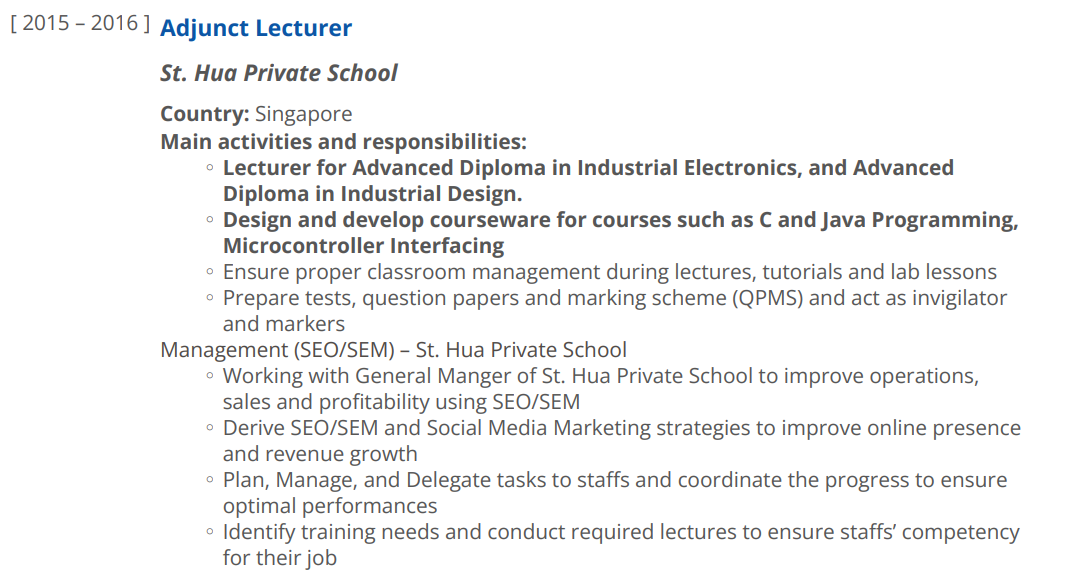 [ 2015 – 2016 ] Adjunct Lecturer
St. Hua Private School
Country: Singapore
Main activities and responsibilities:
◦ Lecturer for Advanced Diploma in Industrial Electronics, and Advanced
Diploma in Industrial Design.
◦ Design and develop courseware for courses such as C and Java Programming,
Microcontroller Interfacing
◦ Ensure proper classroom management during lectures, tutorials and lab lessons
◦ Prepare tests, question papers and marking scheme (QPMS) and act as invigilator
and markers
Management (SEO/SEM) – St. Hua Private School
◦ Working with General Manger of St. Hua Private School to improve operations,
sales and profitability using SEO/SEM
◦ Derive SEO/SEM and Social Media Marketing strategies to improve online presence
and revenue growth
◦ Plan, Manage, and Delegate tasks to staffs and coordinate the progress to ensure
optimal performances
◦ Identify training needs and conduct required lectures to ensure staffs’ competency
for their job